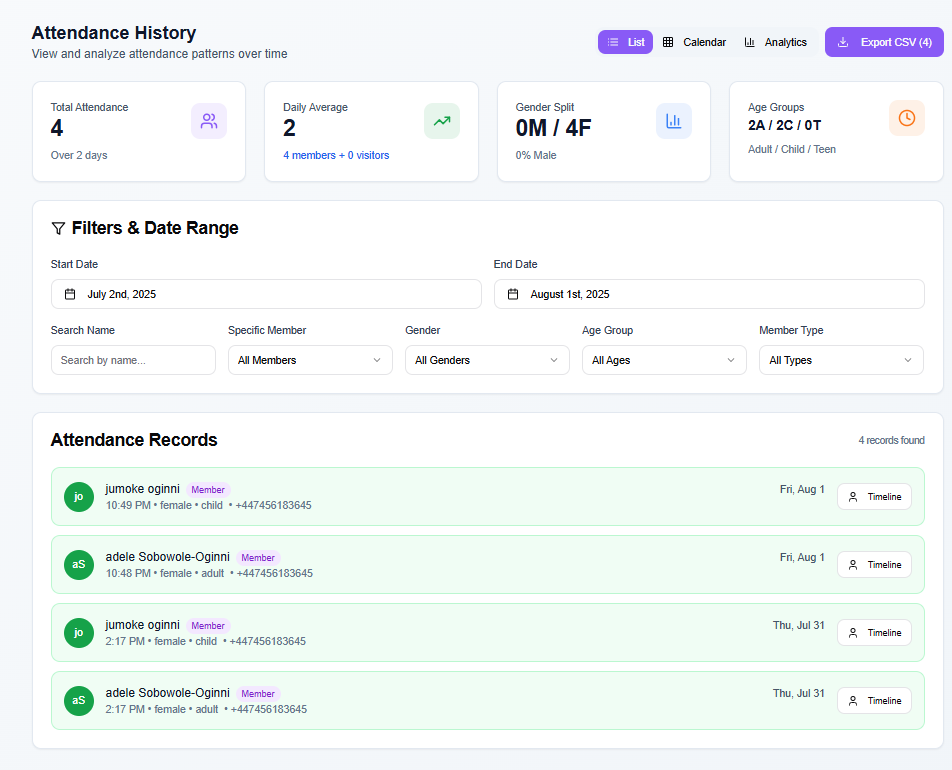 Attendance History
View and analyze attendance patterns over time
List
Calendar
Analytics
Export CSV (4)
Total Attendance
4
Over 2 days
Daily Average
2
4 members + 0 visitors
Gender Split
0M / 4F
0% Male
Age Groups
2A / 2C / 0T
Adult / Child / Teen
Filters & Date Range
Start Date
July 2nd, 2025
End Date
August 1st, 2025
Search Name
Search by name...
Specific Member
All Members
Gender
All Genders
Age Group
All Ages
Member Type
All Types
Attendance Records
4 records found
jo
jumoke oginni Member
10:49 PM • female • child • +447456183645
Fri, Aug 1
Timeline
aS
adele Sobowole-Oginni Member
10:48 PM • female • adult • +447456183645
Fri, Aug 1
Timeline
jo
jumoke oginni Member
2:17 PM • female • child • +447456183645
Thu, Jul 31
Timeline
aS
adele Sobowole-Oginni Member
2:17 PM • female • adult • +447456183645
Thu, Jul 31
Timeline